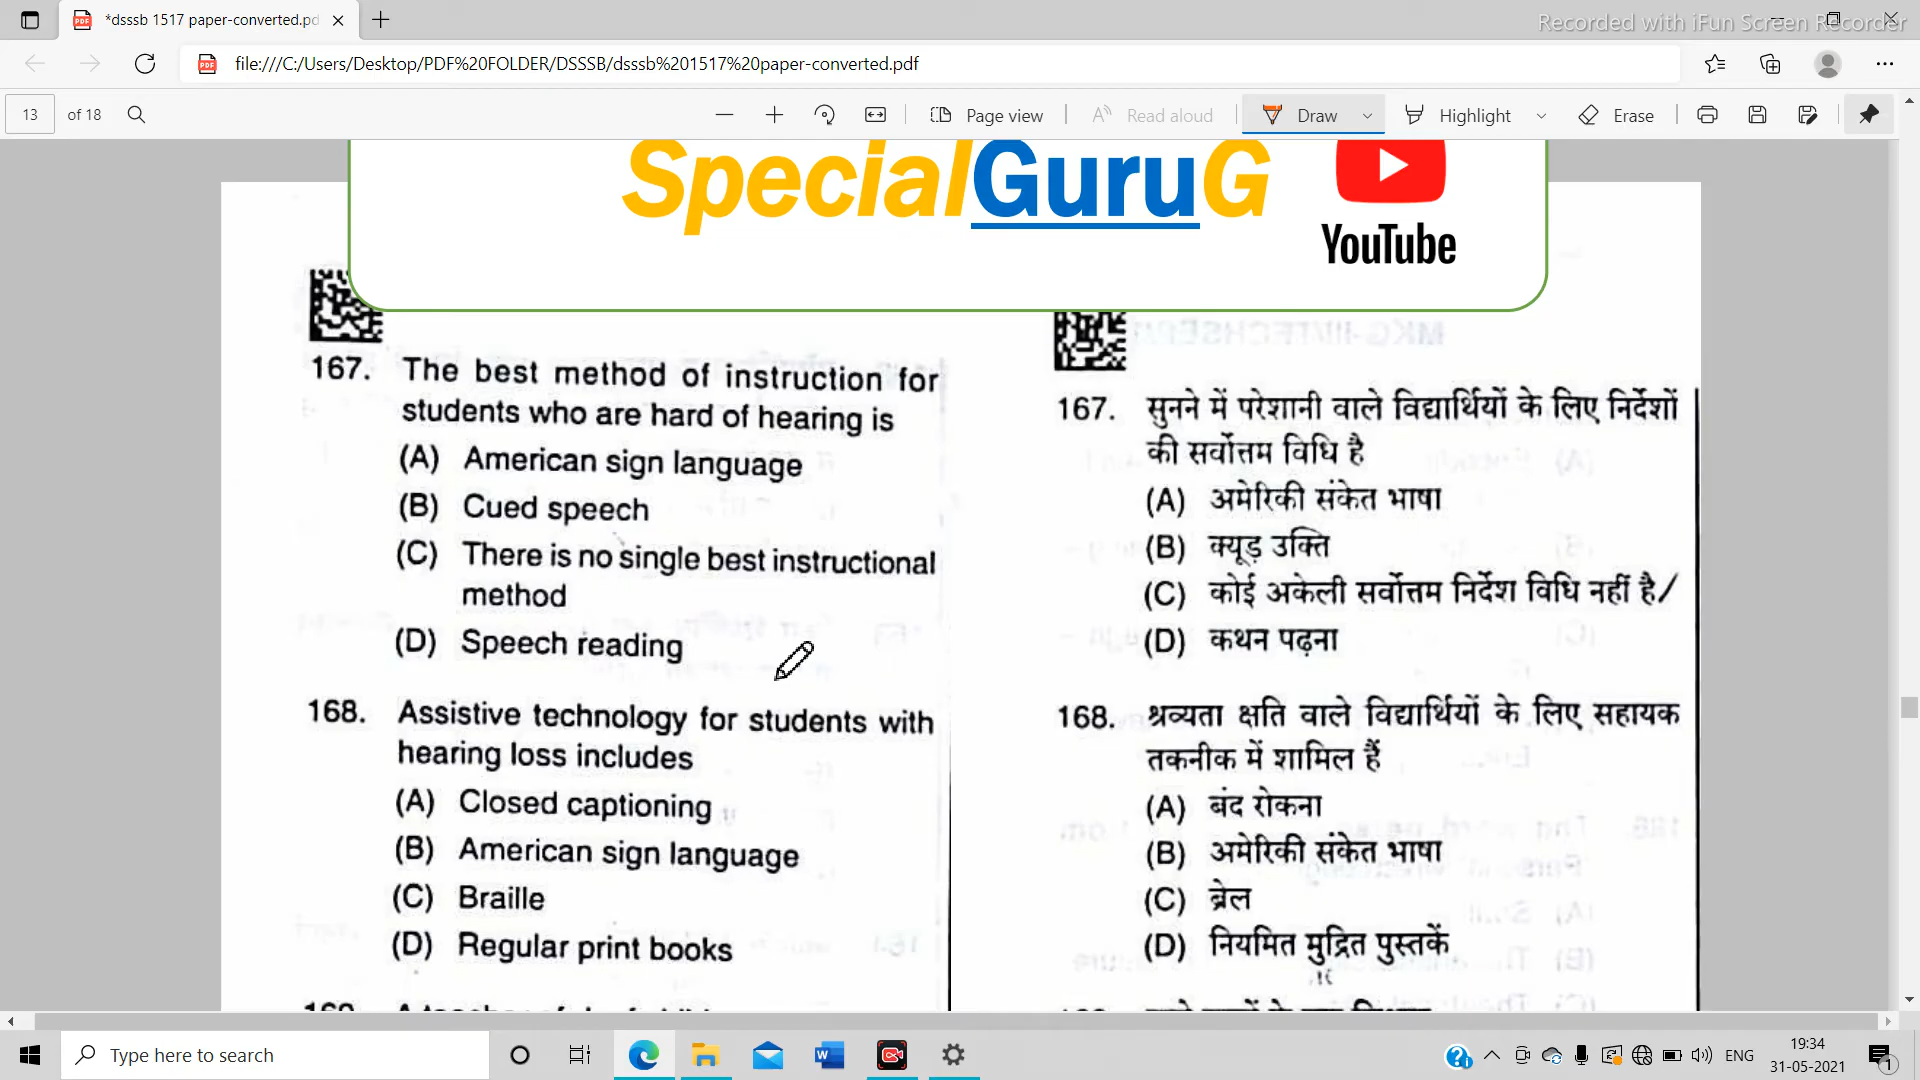 *dsssb 1517 paper-converted.pd
Recorded with iFun Screen Recorder
file:///C:/Users/Desktop/PDF%20FOLDER/DSSSB/dsssb%201517%20paper-converted.pdf
13 of 18
Page view
Read aloud
Draw
Highlight
Erase
SpecialGuruG
YouTube
167. The best method of instruction for
students who are hard of hearing is
(A) American sign language
(B) Cued speech
(C) There is no single best instructional
method
(D) Speech reading
168. Assistive technology for students with
hearing loss includes
(A) Closed captioning
(B) American sign language
(C) Braille
(D) Regular print books
167. सुनने में परेशानी वाले विद्यार्थियों के लिए निर्देशों
की सर्वोत्तम विधि है
(A) अमेरिकी संकेत भाषा
(B) क्यूड़ उक्ति
(C) कोई अकेली सर्वोत्तम निर्देश विधि नहीं है/
(D) कथन पढ़ना
168. श्रव्यता क्षति वाले विद्यार्थियों के लिए सहायक
तकनीक में शामिल हैं
(A) बंद रोकना
(B) अमेरिकी संकेत भाषा
(C) ब्रेल
(D) नियमित मुद्रित पुस्तकें
Type here to search
ENG
19:34
31-05-2021
1